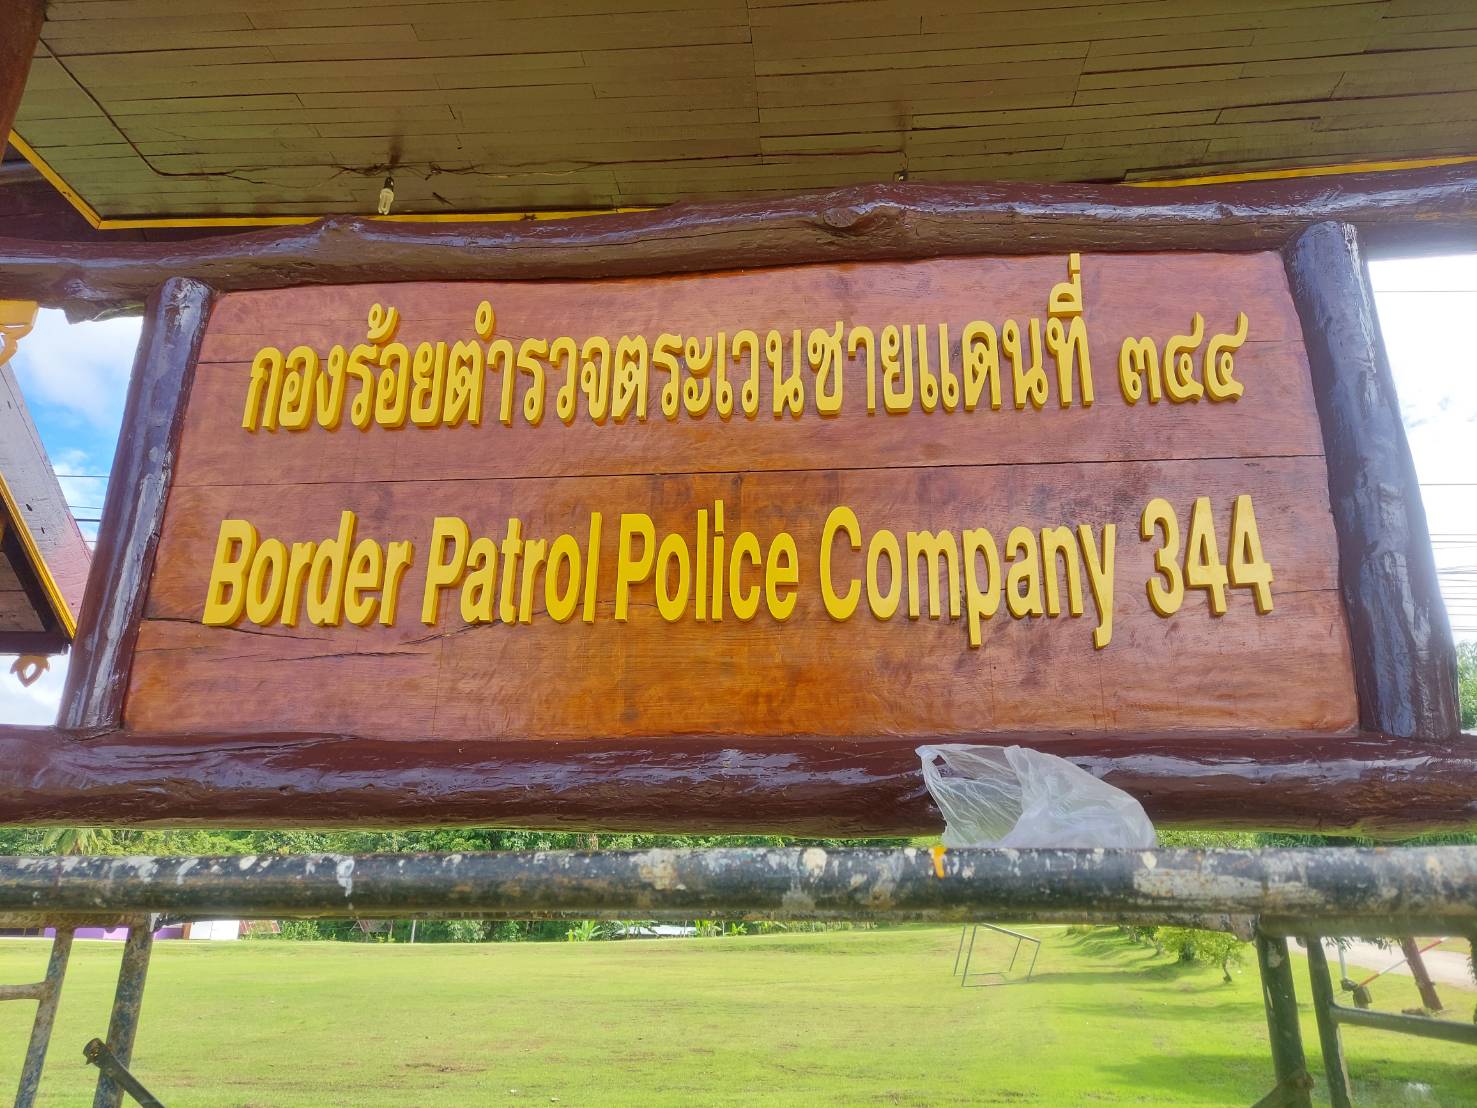 กองร้อยตำรวจตระเวนชายแดนที่ ๓๔๔
Border Patrol Police Company 344